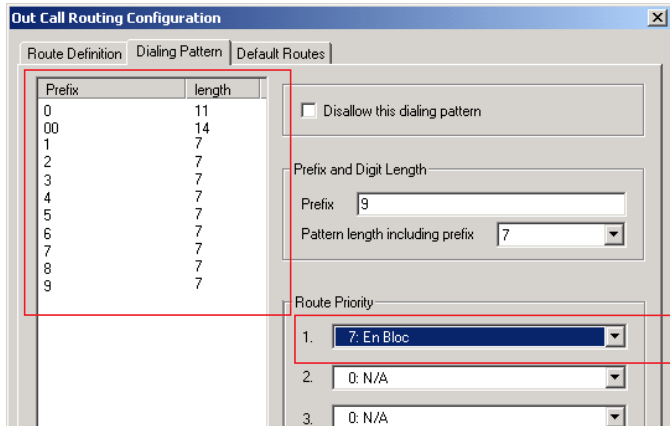 Out Call Routing Configuration
Route Definition Dialing Pattern Default Routes
Prefix length
0 11
00 14
1 7
2 7
3 7
4 7
5 7
6 7
7 7
8 7
9 7
Disallow this dialing pattern
Prefix and Digit Length
Prefix 9
Pattern length including prefix 7
Route Priority
1. 7: En Bloc
2. 0: N/A
3. 0: N/A